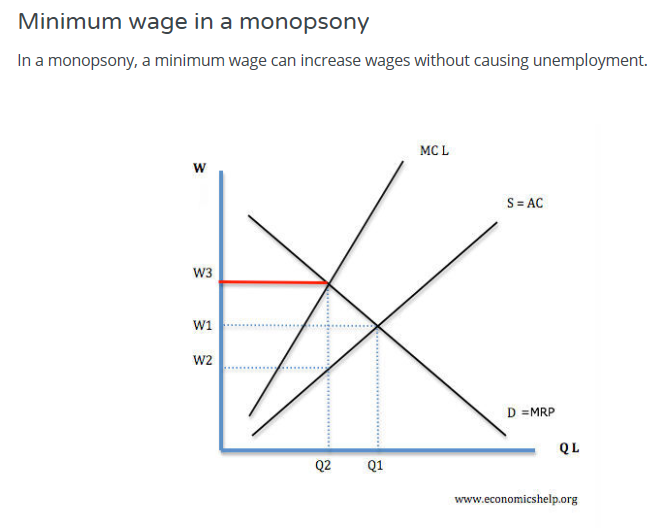 Minimum wage in a monopsony
In a monopsony, a minimum wage can increase wages without causing unemployment.
MC L
W
S = AC
W3
W1
W2
D =MRP
Q L
Q2 Q1
www.economicshelp.org